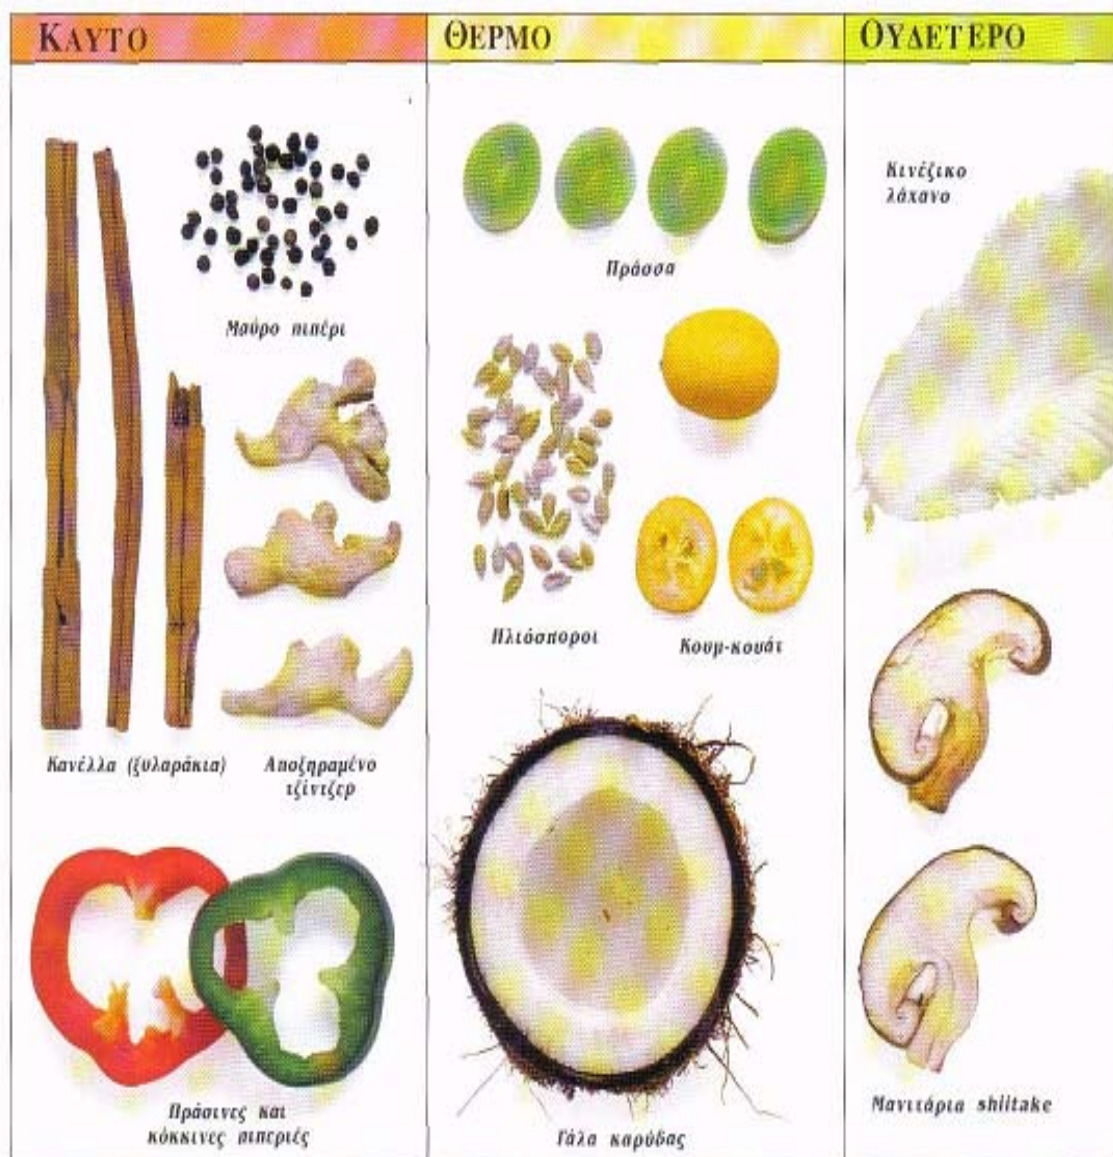 ΚΑΥΤΟ
Μαύρο πιπέρι
Κανέλλα (ξυλαράκια)
Αποξηραμένο
τζίντζερ
Πράσινες και
κόκκινες πιπεριές
ΘΕΡΜΟ
Πράσσα
Ηλιόσποροι
Κουμ-κουάτ
Γάλα καρύδας
ΟΥΔΕΤΕΡΟ
Κινέζικο
λάχανο
Μανιτάρια shiitake